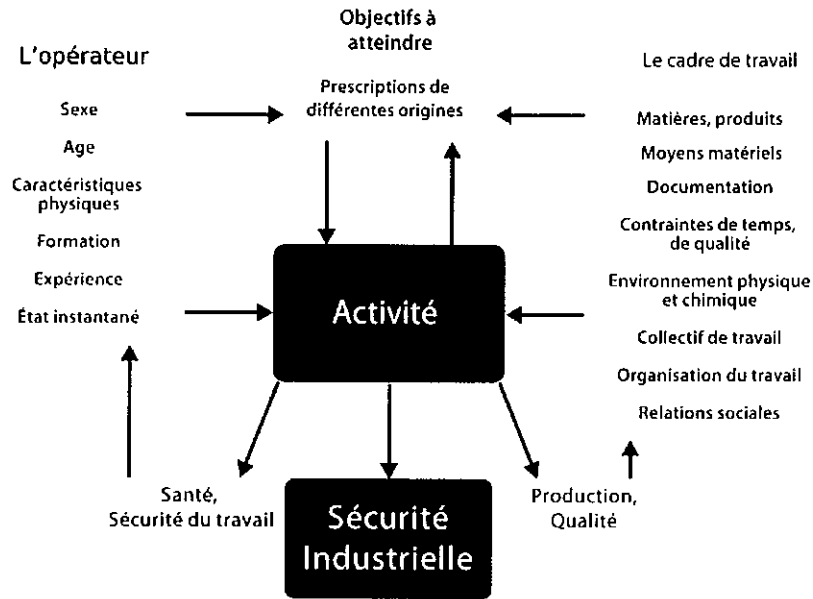 Objectifs à
atteindre
L'opérateur
Le cadre de travail
Prescriptions de
différentes origines
Sexe
Age
Caractéristiques
physiques
Formation
Expérience
État instantané
Matières, produits
Moyens matériels
Documentation
Contraintes de temps,
de qualité
Environnement physique
et chimique
Collectif de travail
Organisation du travail
Relations sociales
Activité
Santé,
Sécurité du travail
Sécurité
Industrielle
Production,
Qualité